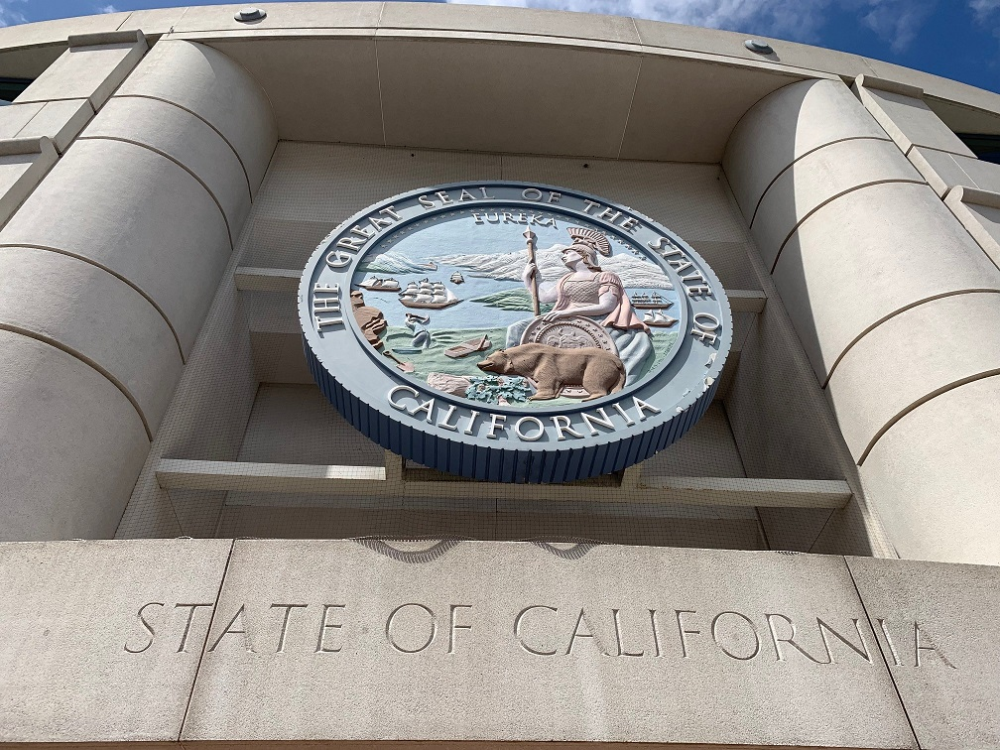 THE GREAT SEAL OF THE STATE OF
EUREKA
CALIFORNIA
STATE OF CALIFORNIA